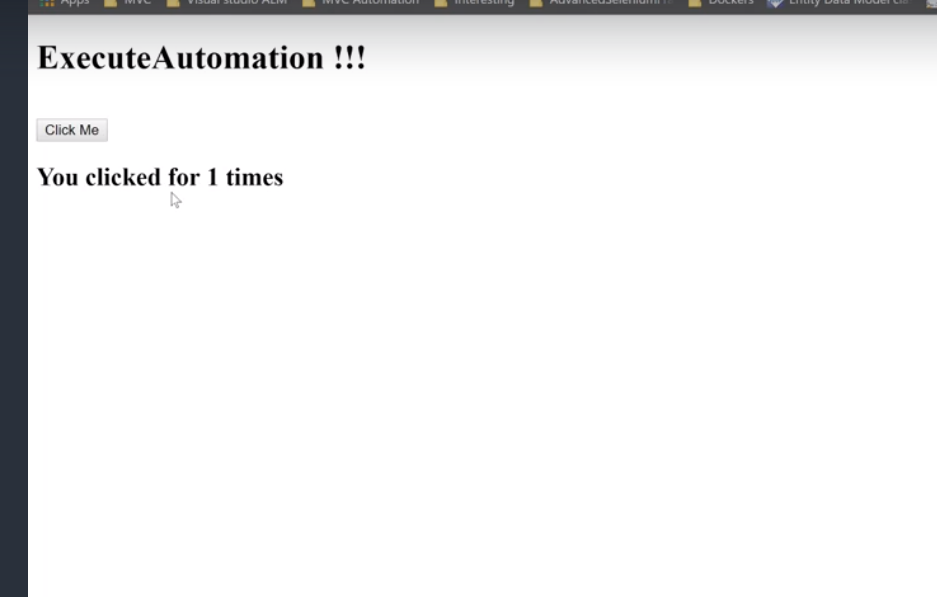 Apps MVC Visual studio ALM MVC Automation Interesting Dockers Entity Data Model
ExecuteAutomation !!!
Click Me
You clicked for 1 times